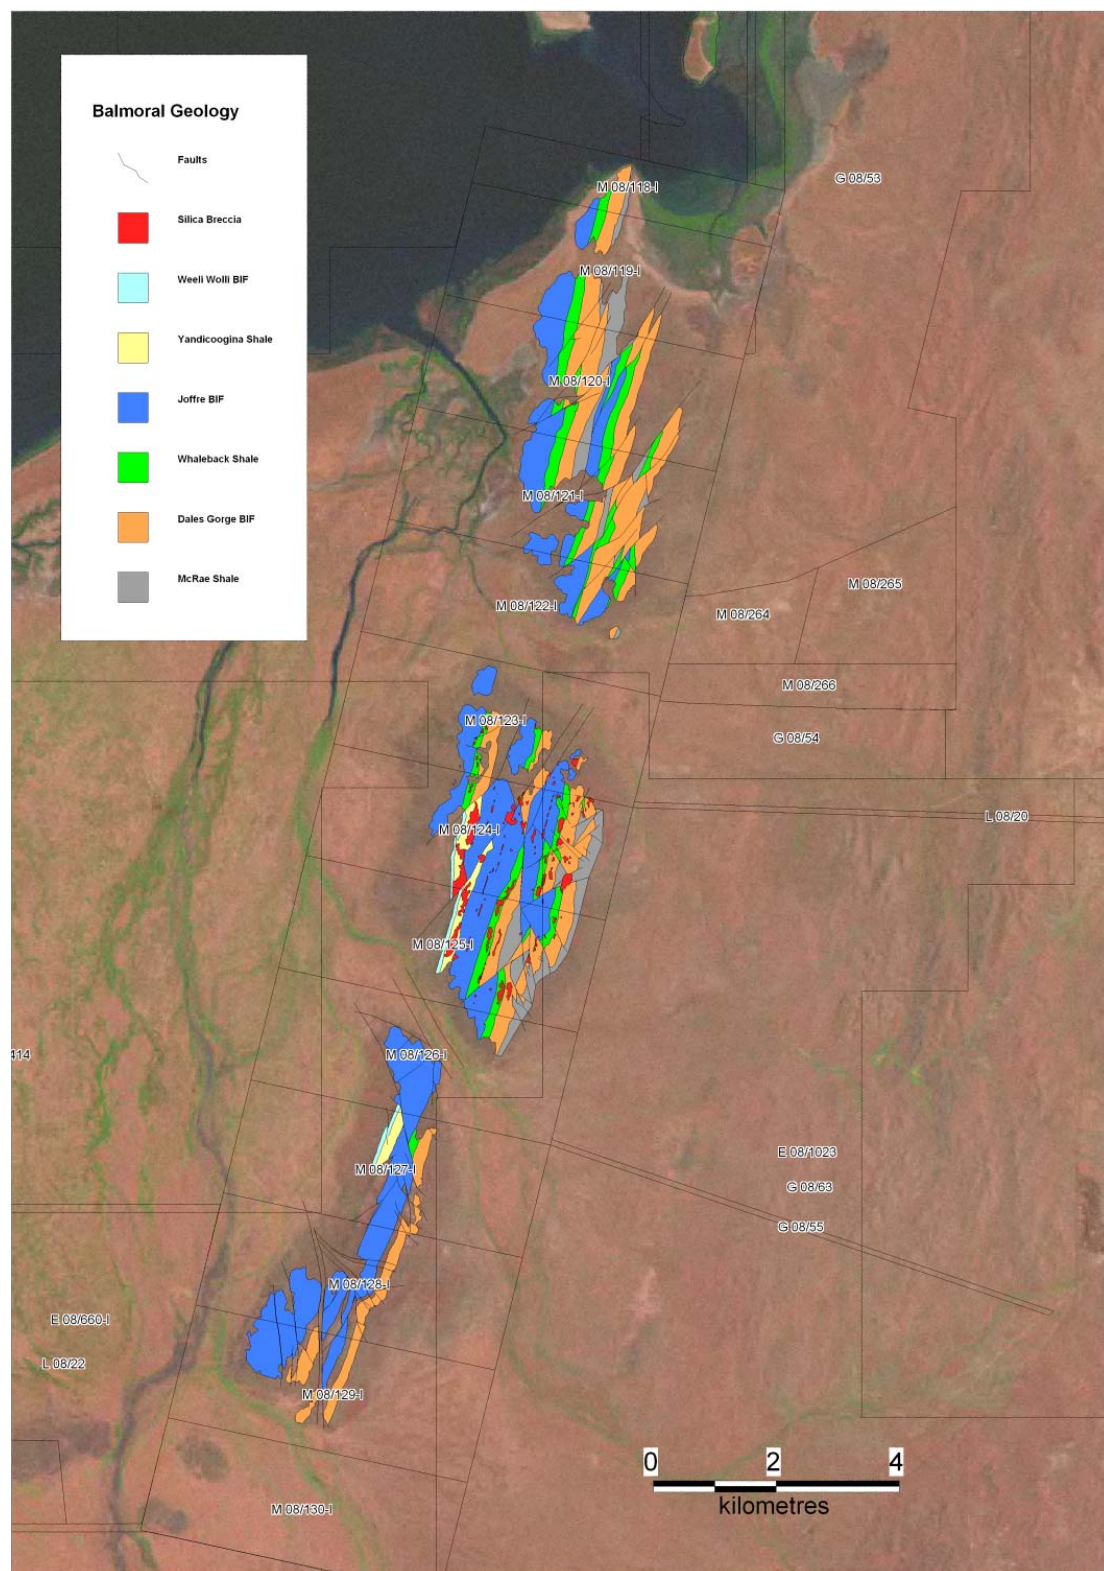 Balmoral Geology
Faults
Silica Breccia
Weeli Wolli BIF
Yandicoogina Shale
Joffre BIF
Whaleback Shale
Dales Gorge BIF
McRae Shale
G 08/53
M 08/118-I
M 08/119-I
M 08/120-I
M 08/121-I
M 08/265
M 08/122-I
M 08/264
M 08/266
M 08/123-I
G 08/54
L 08/20
M 08/124-I
M 08/125-I
414
M 08/126-I
E 08/1023
M 08/127-I
G 08/63
G 08/55
M 08/128-I
E 08/660-I
L 08/22
M 08/129-I
0 2 4
kilometres
M 08/130-I